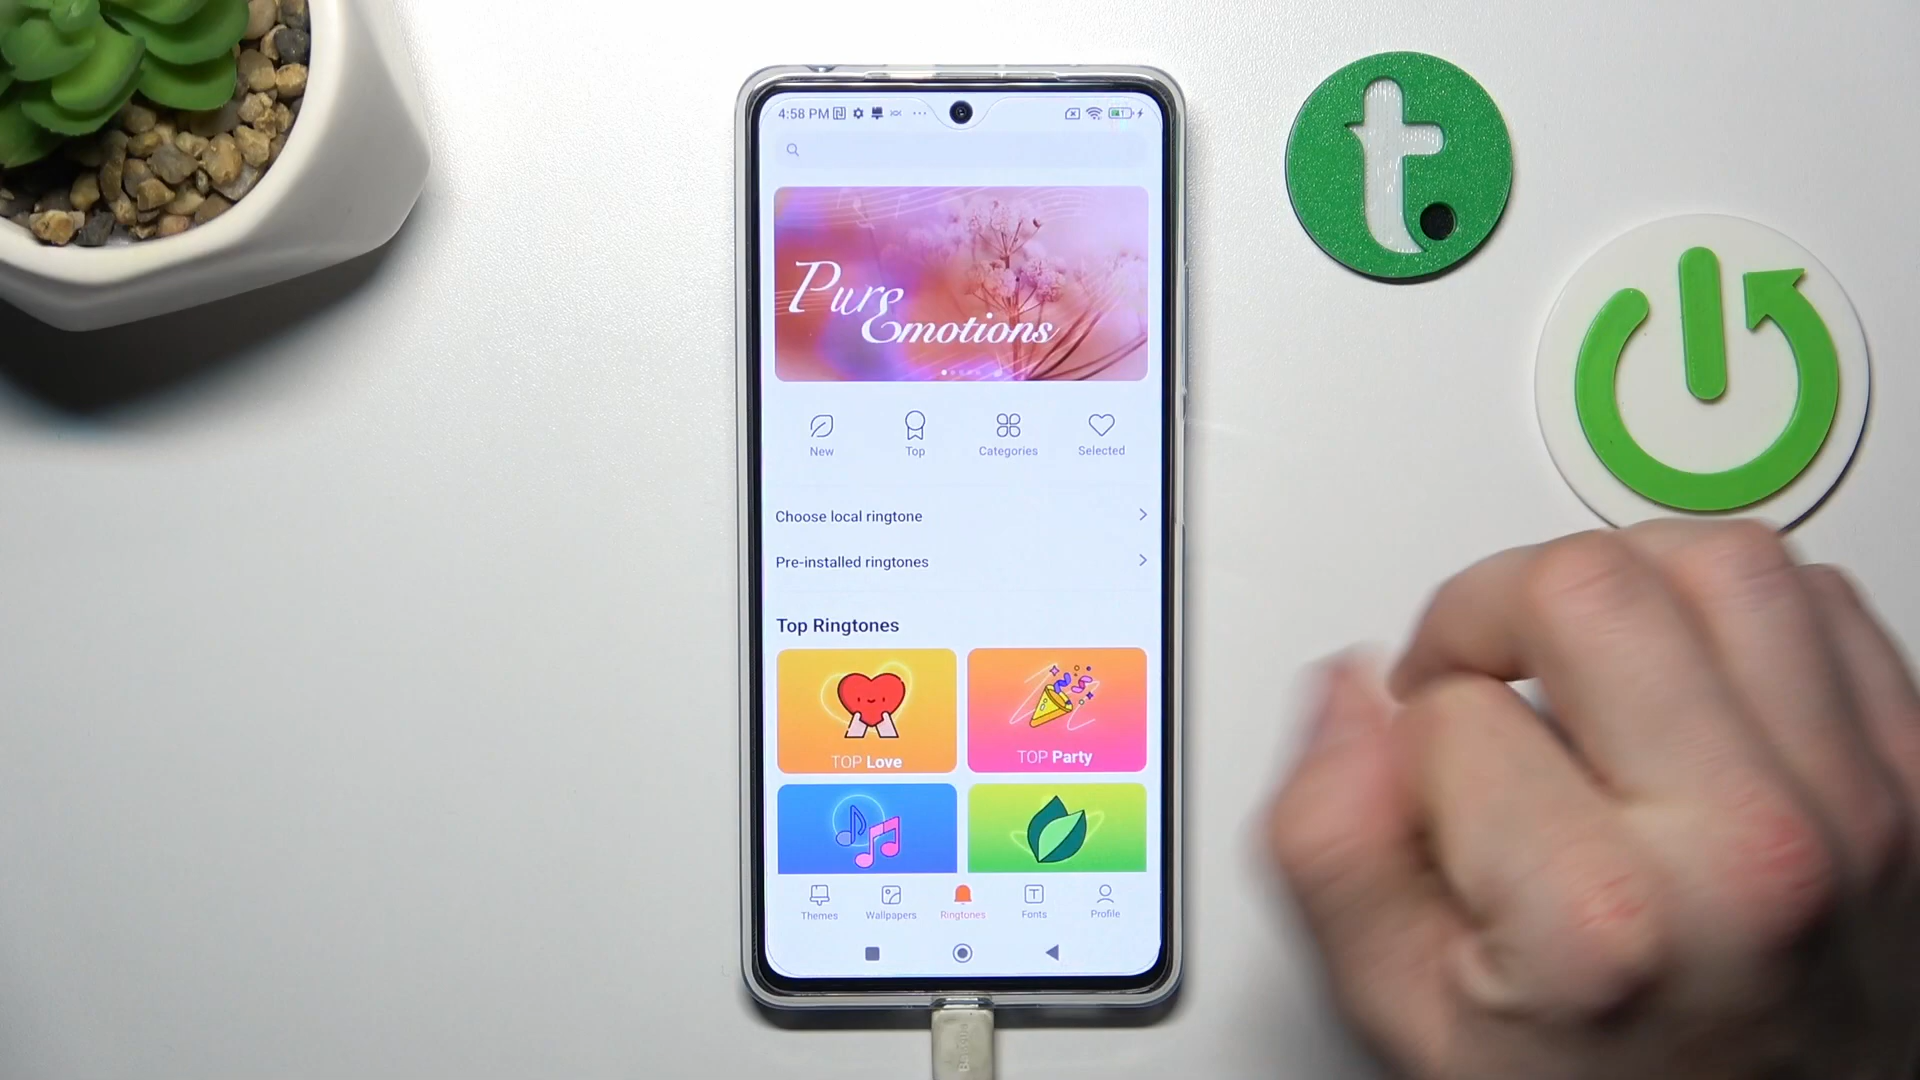 4:58 PM
Pure
Emotions
New
Top
Categories
Selected
Choose local ringtone
Pre-installed ringtones
Top Ringtones
TOP Love
TOP Party
Themes
Wallpapers
Ringtones
Fonts
Profile
t.
Baseus